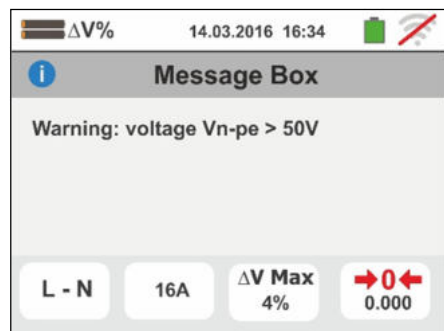 ΔV% 14.03.2016 16:34
i Message Box
Warning: voltage Vn-pe > 50V
L - N 16A ΔV Max 4% →0← 0.000